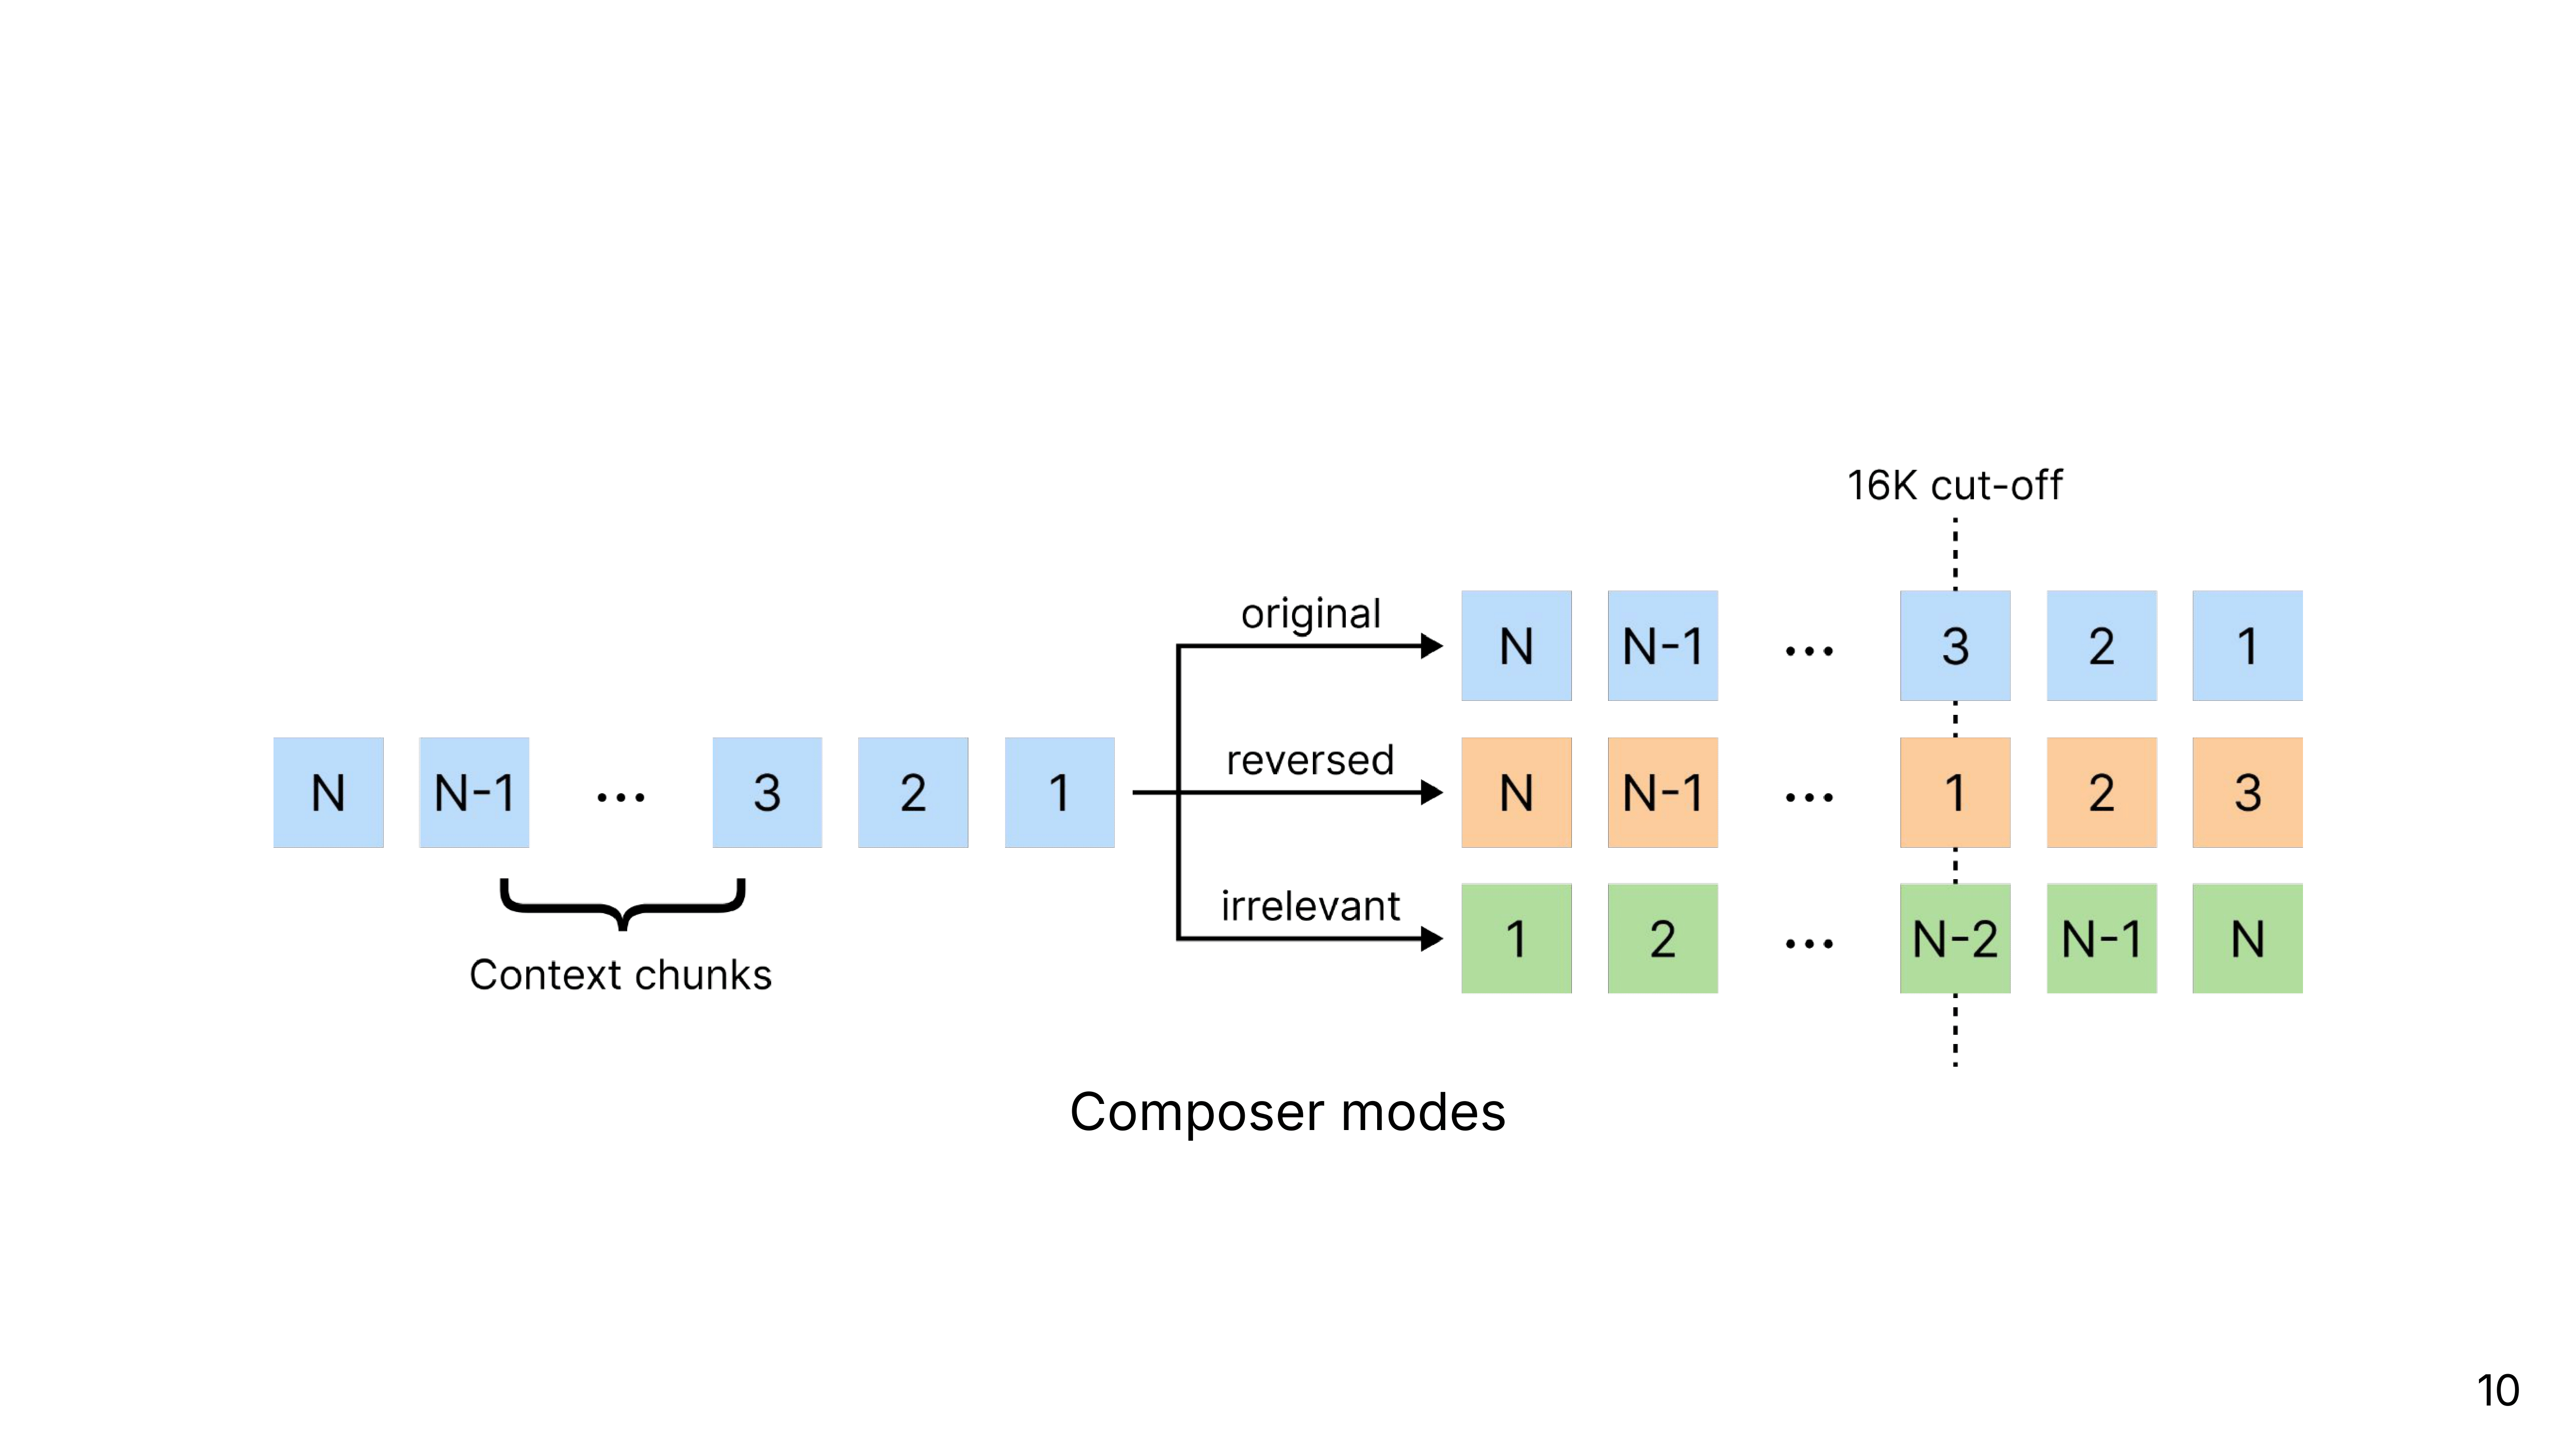 16K cut-off
original
N N-1 ... 3 2 1
reversed
N N-1 ... 3 2 1
N N-1 ... 1 2 3
irrelevant
1 2 ... N-2 N-1 N
Context chunks
Composer modes
10